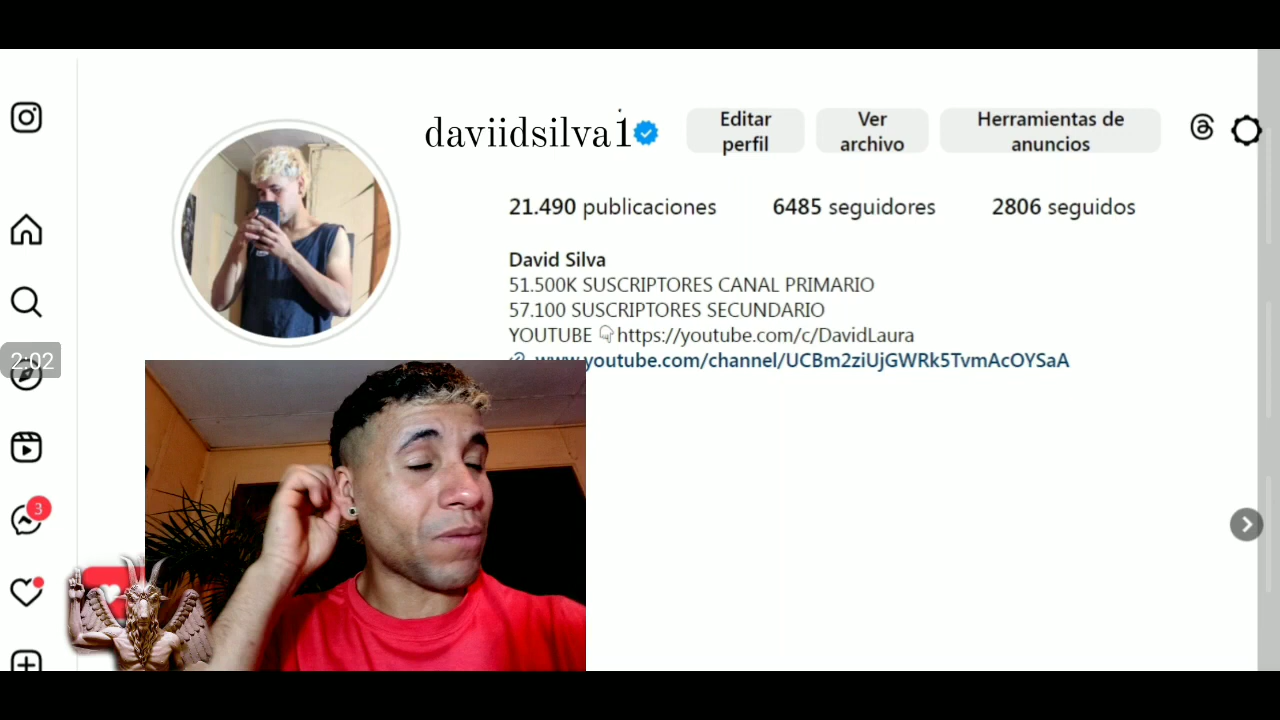 daviidsilva1
Editar perfil
Ver archivo
Herramientas de anuncios
21.490 publicaciones 6485 seguidores 2806 seguidos
David Silva
51.500K SUSCRIPTORES CANAL PRIMARIO
57.100 SUSCRIPTORES SECUNDARIO
YOUTUBE 👇https://youtube.com/c/DavidLaura
www.youtube.com/channel/UCBm2ziUjGWRk5TvmAcOYSaA
2:02
3